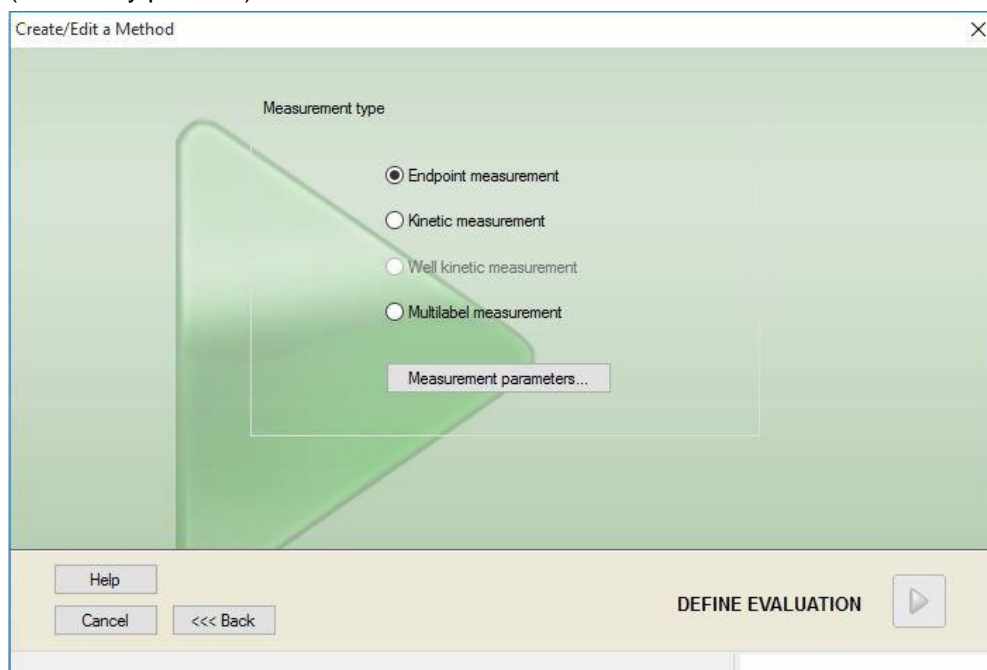 Create/Edit a Method
Measurement type
Endpoint measurement
Kinetic measurement
Well kinetic measurement
Multilabel measurement
Measurement parameters...
Help
Cancel
<<< Back
DEFINE EVALUATION